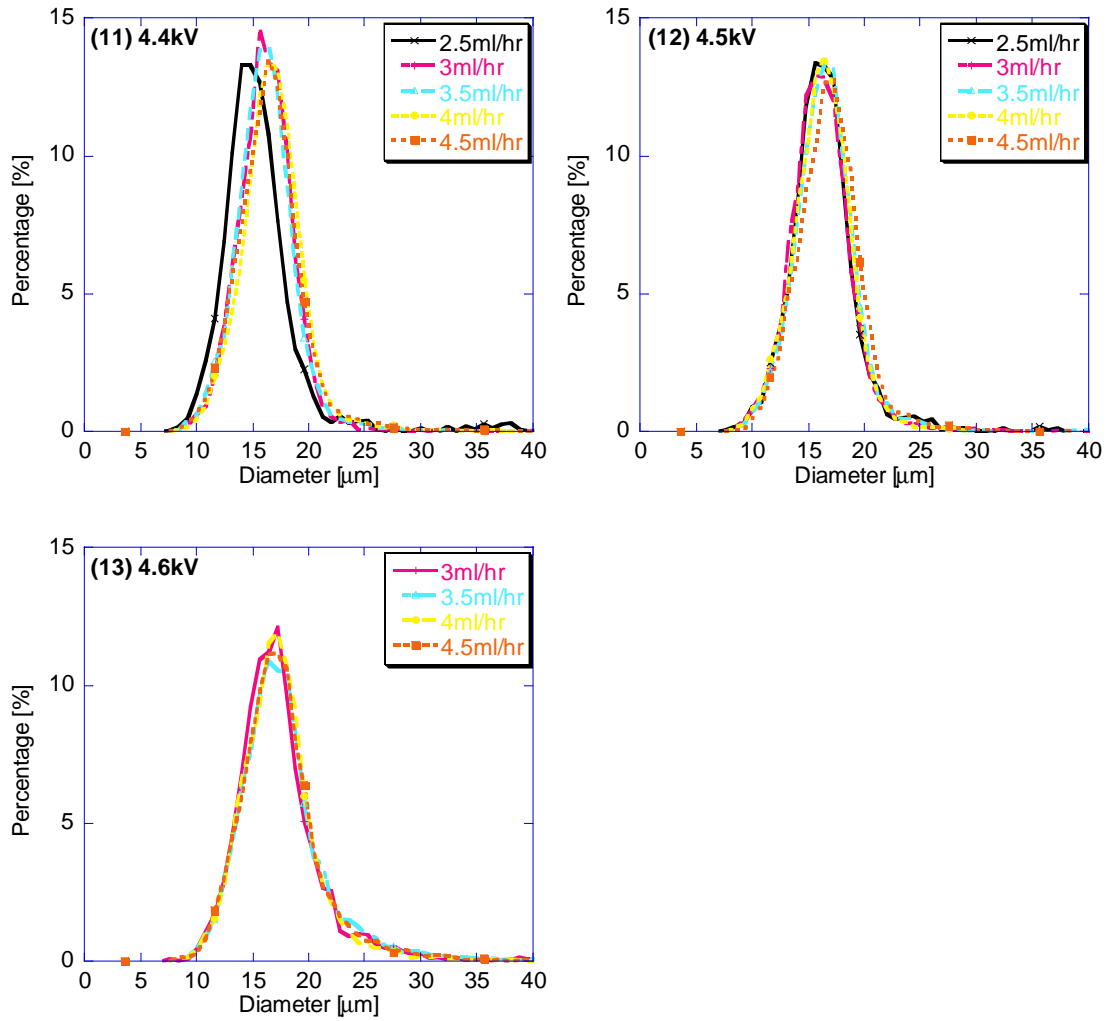 (11) 4.4kV
2.5ml/hr
3ml/hr
3.5ml/hr
4ml/hr
4.5ml/hr
15
10
5
0
Percentage [%]
0 5 10 15 20 25 30 35 40
Diameter [μm]
(12) 4.5kV
2.5ml/hr
3ml/hr
3.5ml/hr
4ml/hr
4.5ml/hr
15
10
5
0
Percentage [%]
0 5 10 15 20 25 30 35 40
Diameter [μm]
(13) 4.6kV
3ml/hr
3.5ml/hr
4ml/hr
4.5ml/hr
15
10
5
0
Percentage [%]
0 5 10 15 20 25 30 35 40
Diameter [μm]